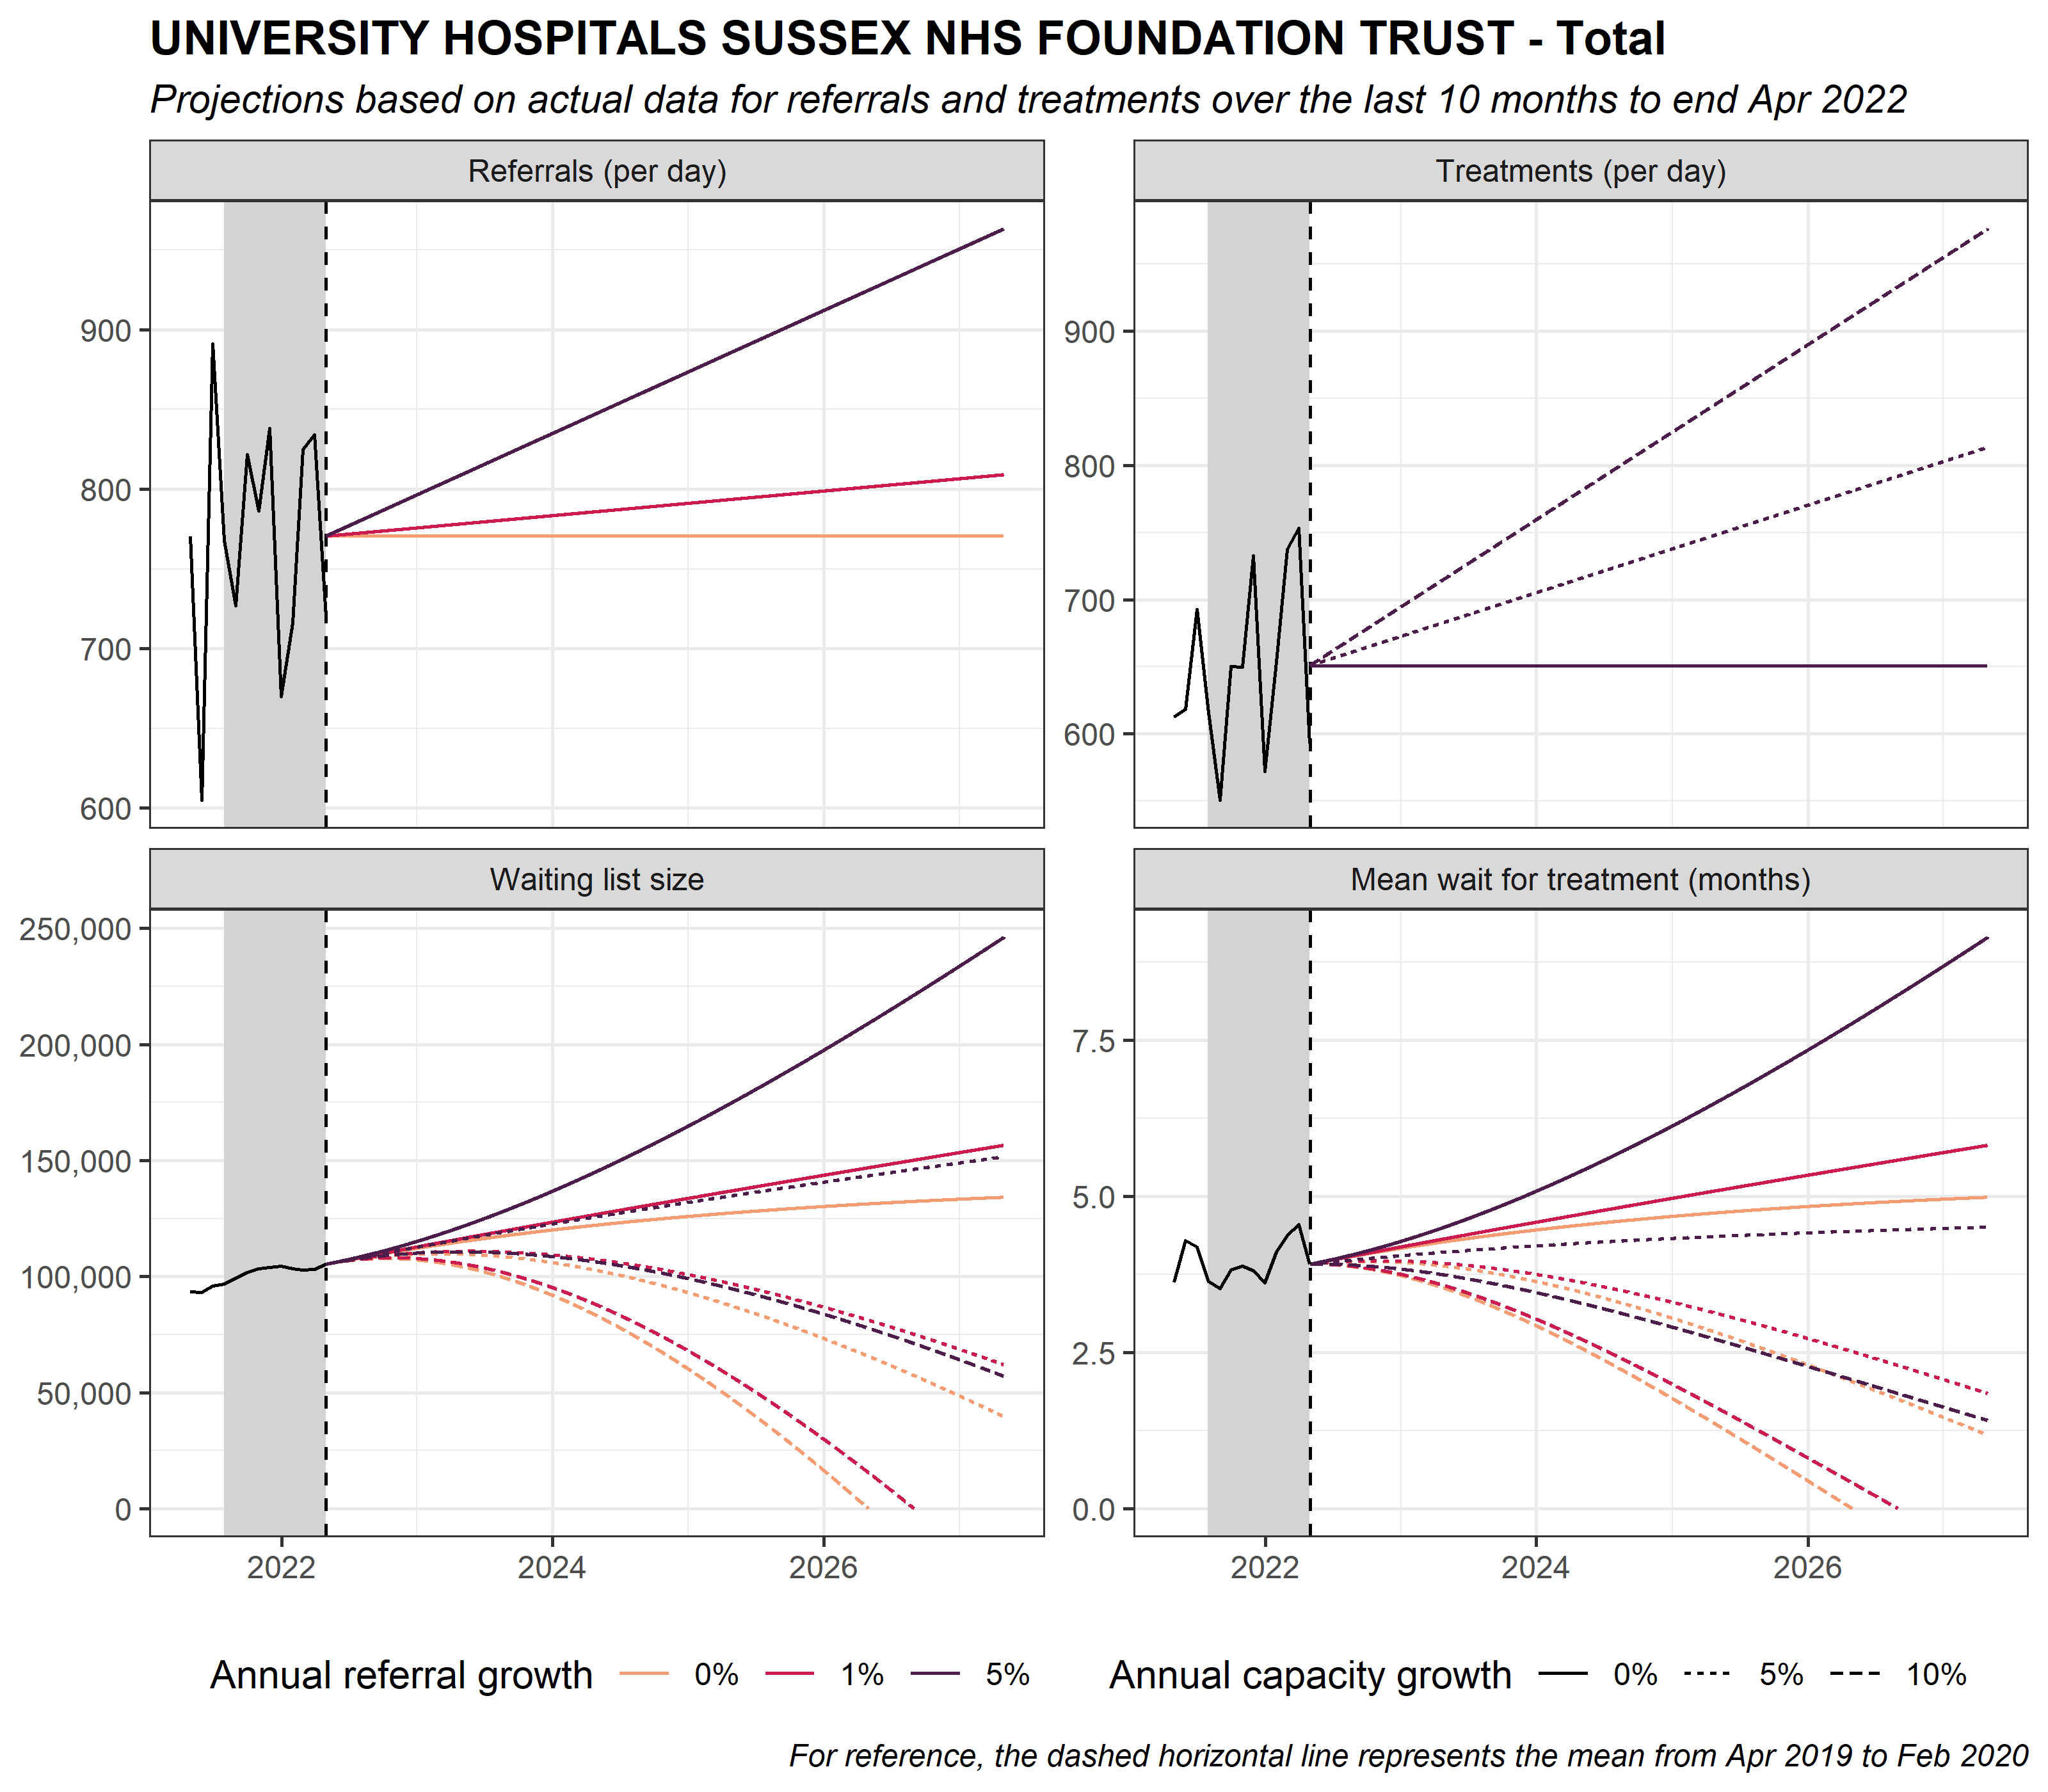 UNIVERSITY HOSPITALS SUSSEX NHS FOUNDATION TRUST - Total
Projections based on actual data for referrals and treatments over the last 10 months to end Apr 2022
Referrals (per day)
900
800
700
600
Treatments (per day)
900
800
700
600
Waiting list size
250,000
200,000
150,000
100,000
50,000
0
2022 2024 2026
Mean wait for treatment (months)
7.5
5.0
2.5
0.0
2022 2024 2026
Annual referral growth 0% 1% 5%
Annual capacity growth 0% 5% 10%
For reference, the dashed horizontal line represents the mean from Apr 2019 to Feb 2020